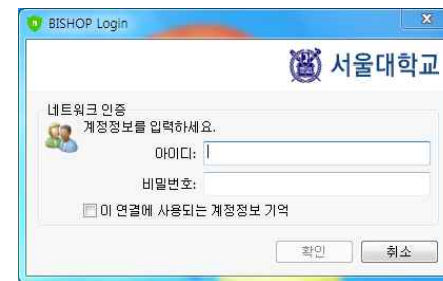 BISHOP Login
서울대학교
네트워크 인증
계정정보를 입력하세요.
아이디:
비밀번호:
이 연결에 사용되는 계정정보 기억
확인 취소